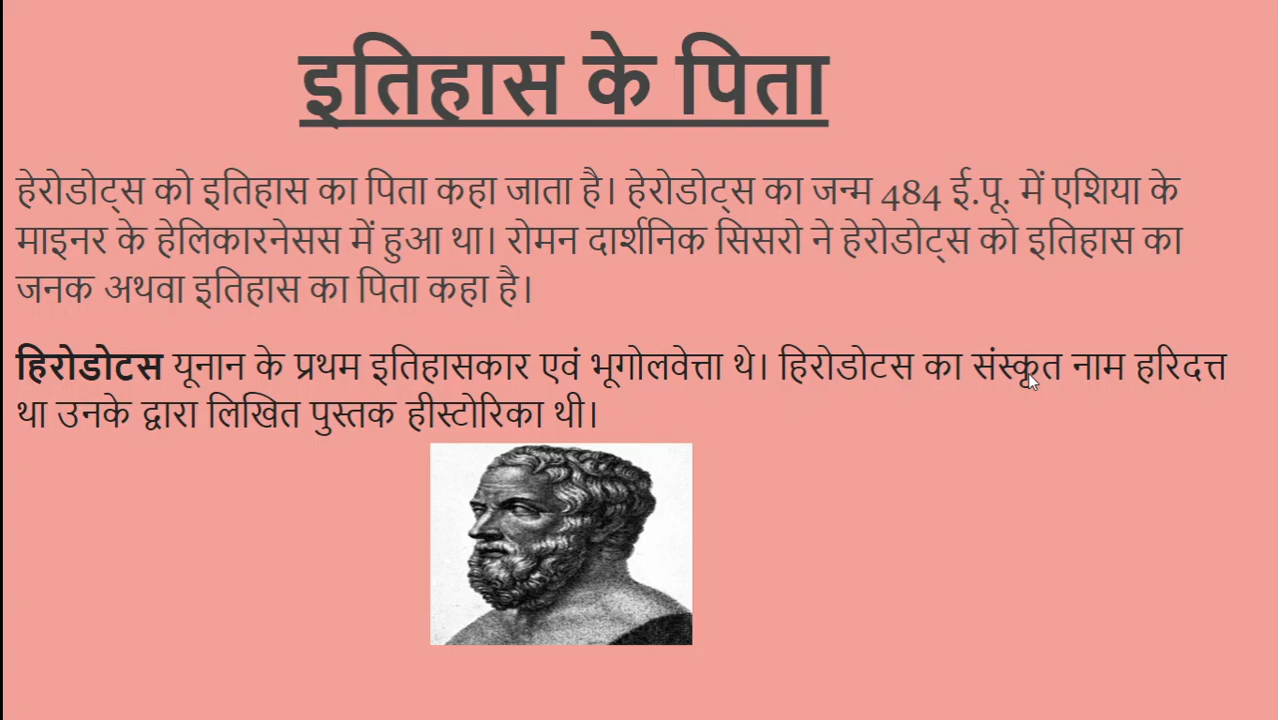 इतिहास के पिता
हेरोडोट्स को इतिहास का पिता कहा जाता है। हेरोडोट्स का जन्म 484 ई.पू. में एशिया के
माइनर के हेलिकारनेसस में हुआ था। रोमन दार्शनिक सिसरो ने हेरोडोट्स को इतिहास का
जनक अथवा इतिहास का पिता कहा है।
हिरोडोटस यूनान के प्रथम इतिहासकार एवं भूगोलवेत्ता थे। हिरोडोटस का संस्कृत नाम हरिदत्त
था उनके द्वारा लिखित पुस्तक हीस्टोरिका थी।